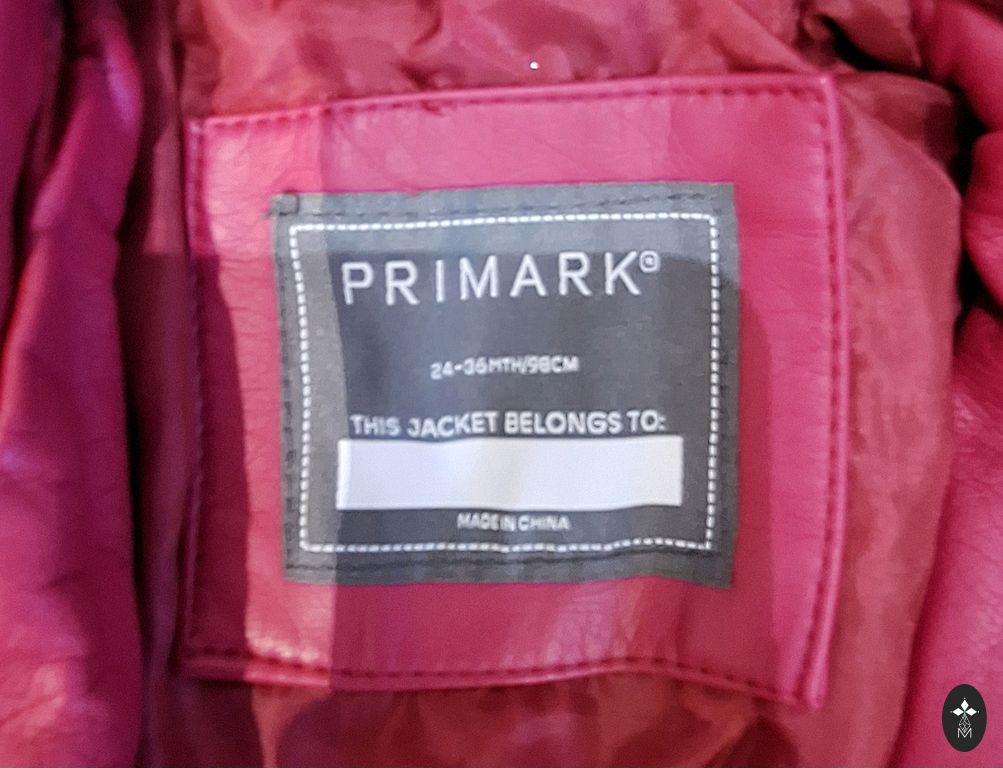 PRIMARK®
24-36MTH/98CM
THIS JACKET BELONGS TO:
MADE IN CHINA
M